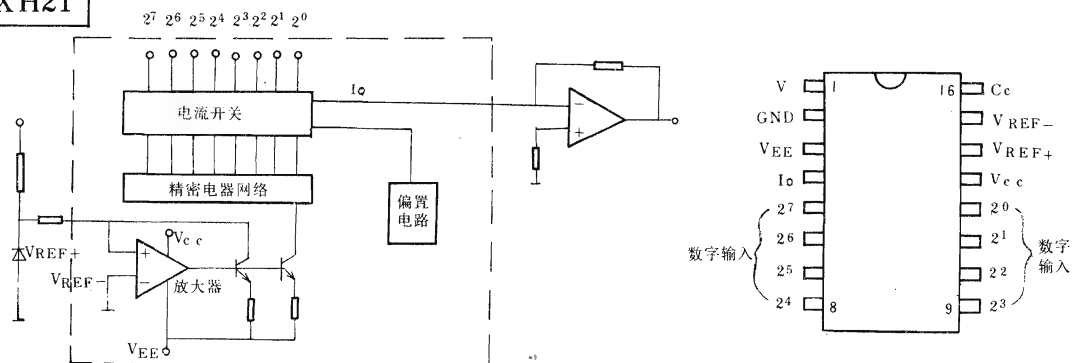 XH21
2⁷ 2⁶ 2⁵ 2⁴ 2³ 2² 2¹ 2⁰
电流开关
Io
精密电器网络
偏置
电路
Vcc
VREF+
VREF-
放大器
VEE
+
−
−
+
V 1 16 Cc
GND VREF-
VEE VREF+
Io Vcc
27 2⁰
26 2¹
25 22
24 8 9 2³
数字输入
数字
输入